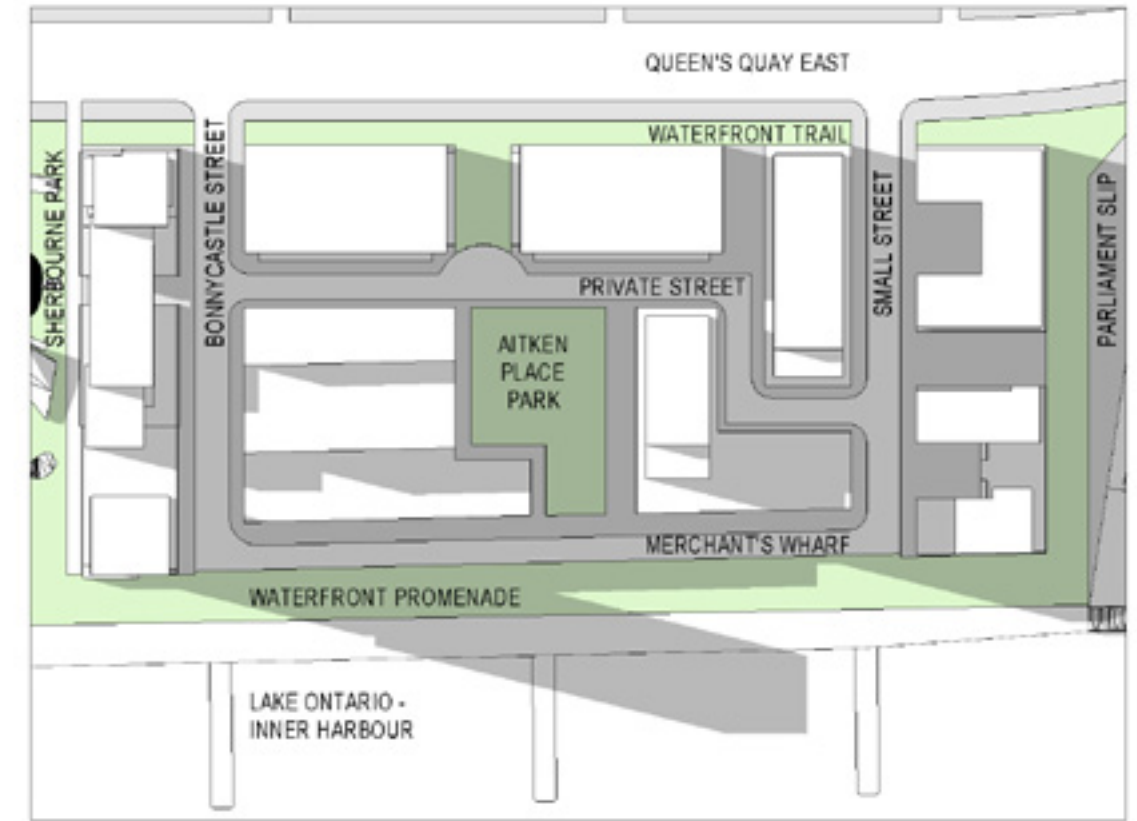 QUEEN'S QUAY EAST
WATERFRONT TRAIL
SHERBOURNE PARK
BONNYCASTLE STREET
SMALL STREET
PARLIAMENT SLIP
PRIVATE STREET
AITKEN
PLACE
PARK
MERCHANT'S WHARF
WATERFRONT PROMENADE
LAKE ONTARIO -
INNER HARBOUR